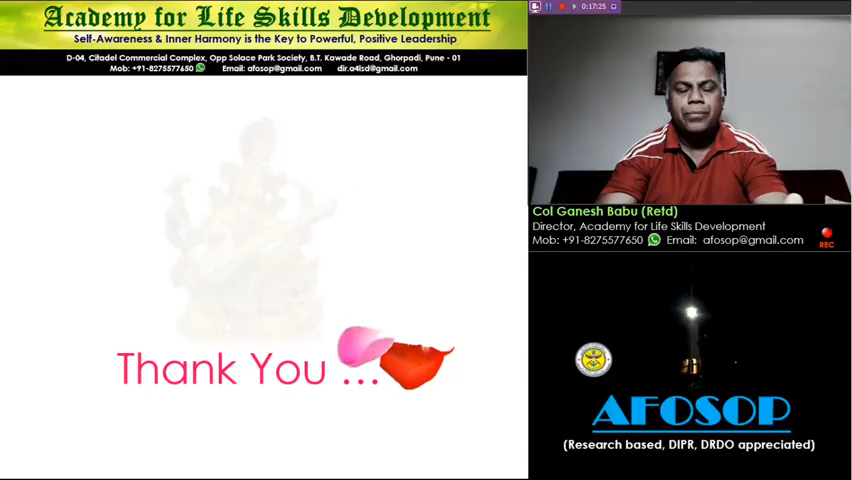 Academy for Life Skills Development
Self-Awareness & Inner Harmony is the Key to Powerful, Positive Leadership
D-04, Citadel Commercial Complex, Opp Solace Park Society, B.T. Kawade Road, Ghorpadi, Pune - 01
Mob: +91-8275577650 Email: afosop@gmail.com dir.a4lsd@gmail.com
Thank You ...
0:17:25
Col Ganesh Babu (Retd)
Director, Academy for Life Skills Development
Mob: +91-8275577650 Email: afosop@gmail.com
REC
AFOSOP
(Research based, DIPR, DRDO appreciated)